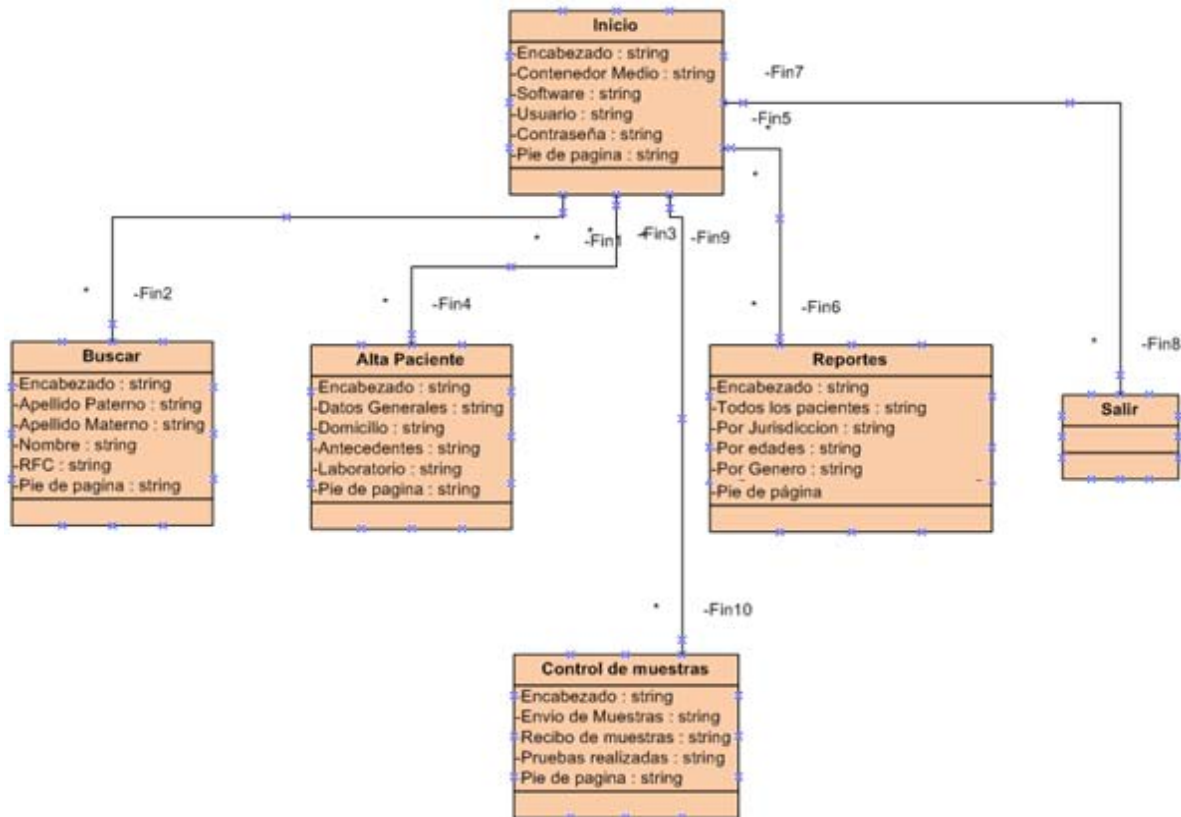 Inicio
-Encabezado : string
-Contenedor Medio : string
-Software : string
-Usuario : string
-Contraseña : string
-Pie de pagina : string
-Fin7
-Fin5
*
*
*
*
*
-Fin1
-Fin3
-Fin9
*
-Fin2
*
-Fin4
*
-Fin6
*
-Fin8
Buscar
-Encabezado : string
-Apellido Paterno : string
-Apellido Materno : string
-Nombre : string
-RFC : string
-Pie de pagina : string
Alta Paciente
-Encabezado : string
-Datos Generales : string
-Domicilio : string
-Antecedentes : string
-Laboratorio : string
-Pie de pagina : string
Reportes
-Encabezado : string
-Todos los pacientes : string
-Por Jurisdiccion : string
-Por edades : string
-Por Genero : string
-Pie de página
Salir
*
-Fin10
Control de muestras
-Encabezado : string
-Envio de Muestras : string
-Recibo de muestras : string
-Pruebas realizadas : string
-Pie de pagina : string